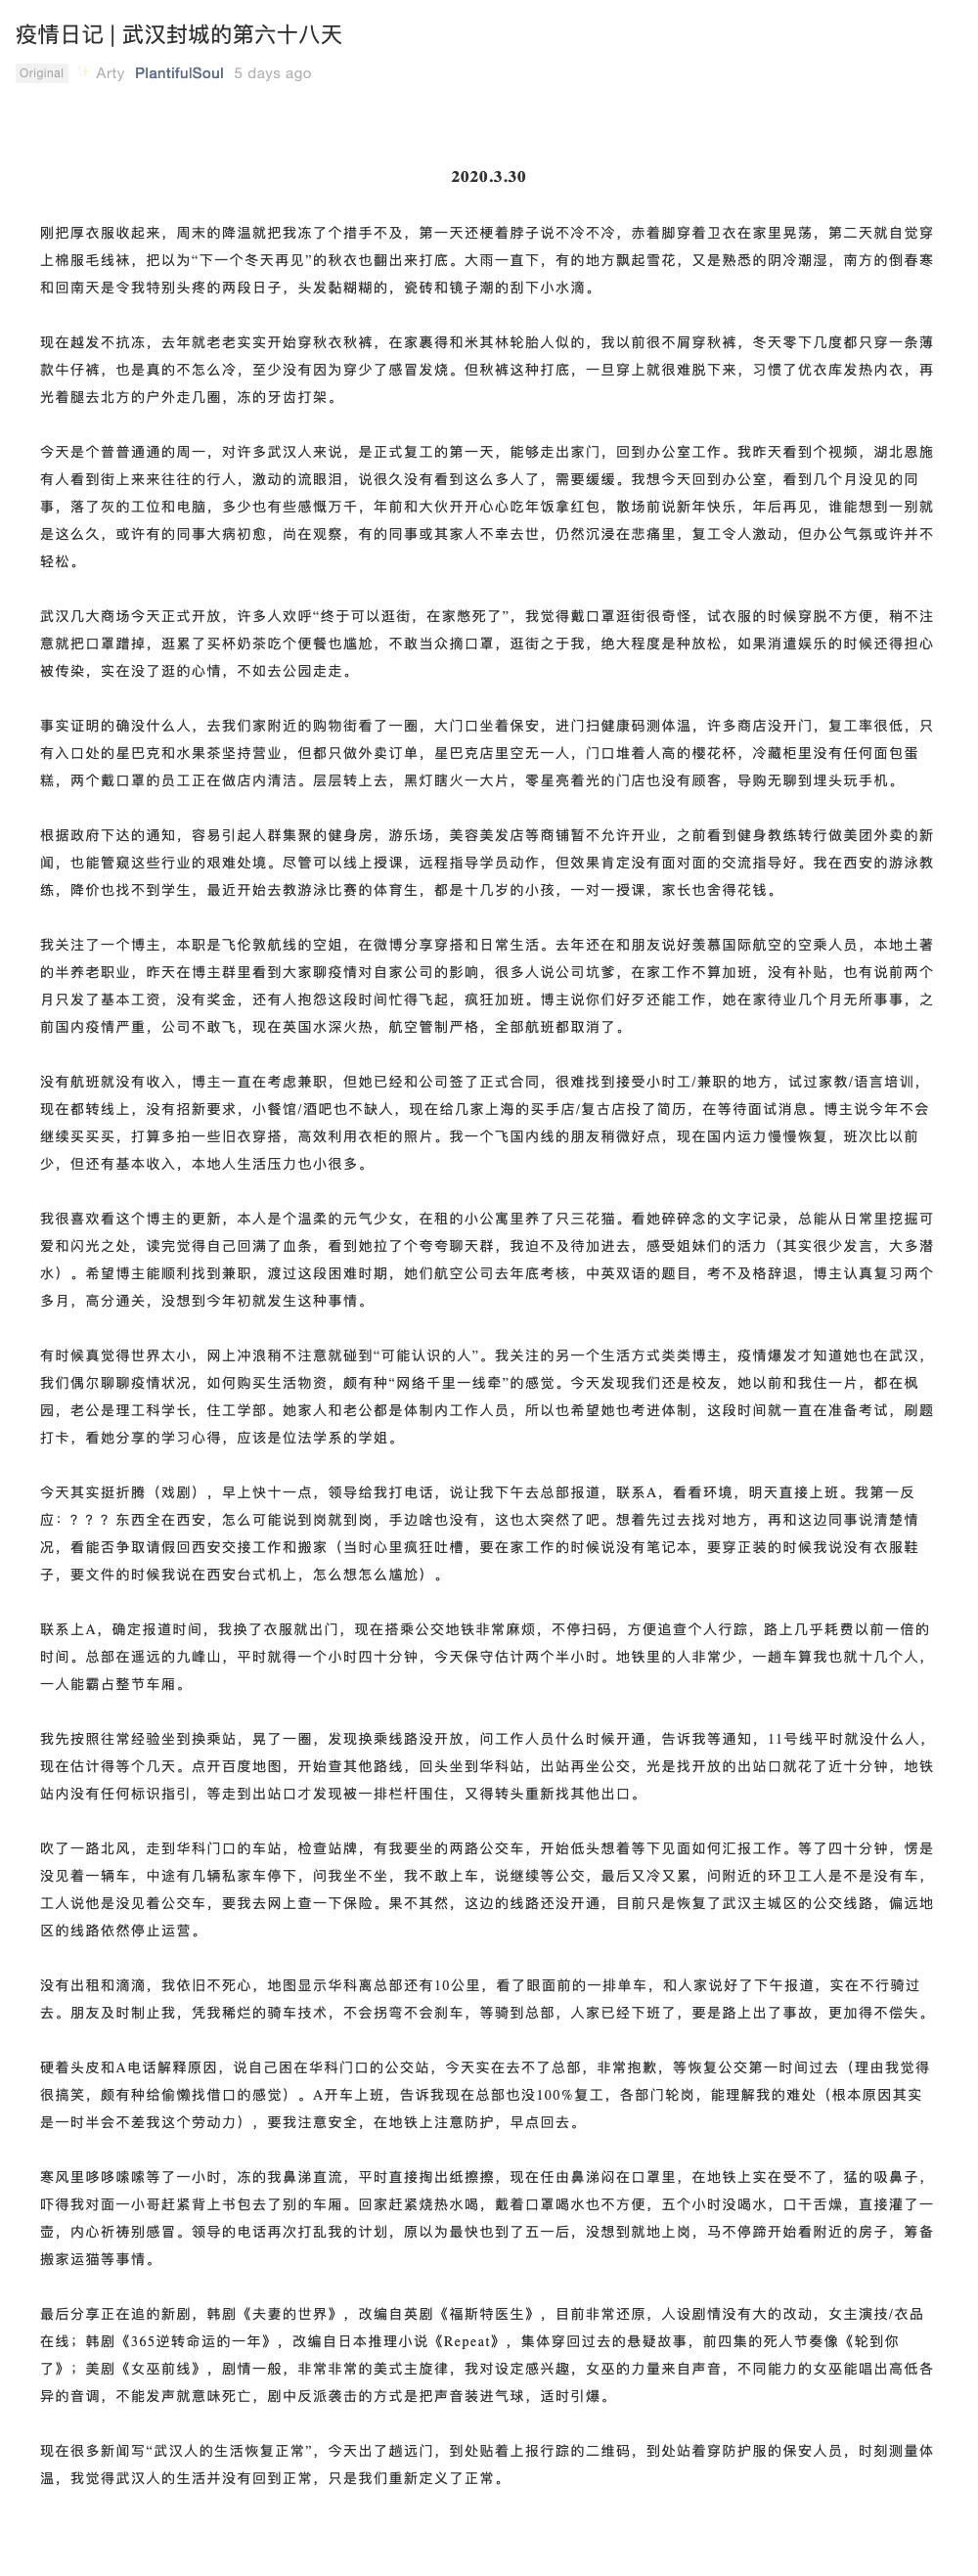 疫情日记 | 武汉封城的第六十八天
Original ✨ Arty PlantifulSoul 5 days ago
2020.3.30
刚把厚衣服收起来，周末的降温就把我冻了个措手不及，第一天还梗着脖子说不冷不冷，赤着脚穿着卫衣在家里晃荡，第二天就自觉穿
上棉服毛线袜，把以为“下一个冬天再见”的秋衣也翻出来打底。大雨一直下，有的地方飘起雪花，又是熟悉的阴冷潮湿，南方的倒春寒
和回南天是令我特别头疼的两段日子，头发黏糊糊的，瓷砖和镜子潮的刮下小水滴。
现在越发不抗冻，去年就老老实实开始穿秋衣秋裤，在家裹得和米其林轮胎人似的，我以前很不屑穿秋裤，冬天零下几度都只穿一条薄
款牛仔裤，也是真的不怎么冷，至少没有因为穿少了感冒发烧。但秋裤这种打底，一旦穿上就很难脱下来，习惯了优衣库发热内衣，再
光着腿去北方的户外走几圈，冻的牙齿打架。
今天是个普普通通的周一，对许多武汉人来说，是正式复工的第一天，能够走出家门，回到办公室工作。我昨天看到个视频，湖北恩施
有人看到街上来来往往的行人，激动的流眼泪，说很久没有看到这么多人了，需要缓缓。我想今天回到办公室，看到几个月没见的同
事，落了灰的工位和电脑，多少也有些感慨万千，年前和大伙开开心心吃年饭拿红包，散场前说新年快乐，年后再见，谁能想到一别就
是这么久，或许有的同事大病初愈，尚在观察，有的同事或其家人不幸去世，仍然沉浸在悲痛里，复工令人激动，但办公气氛或许并不
轻松。
武汉几大商场今天正式开放，许多人欢呼“终于可以逛街，在家憋死了”，我觉得戴口罩逛街很奇怪，试衣服的时候穿脱不方便，稍不注
意就把口罩蹭掉，逛累了买杯奶茶吃个便餐也尴尬，不敢当众摘口罩，逛街之于我，绝大程度是种放松，如果消遣娱乐的时候还得担心
被传染，实在没了逛的心情，不如去公园走走。
事实证明的确没什么人，去我们家附近的购物街看了一圈，大门口坐着保安，进门扫健康码测体温，许多商店没开门，复工率很低，只
有入口处的星巴克和水果茶坚持营业，但都只做外卖订单，星巴克店里空无一人，门口堆着人高的樱花杯，冷藏柜里没有任何面包蛋
糕，两个戴口罩的员工正在做店内清洁。层层转上去，黑灯瞎火一大片，零星亮着光的门店也没有顾客，导购无聊到埋头玩手机。
根据政府下达的通知，容易引起人群集聚的健身房，游乐场，美容美发店等商铺暂不允许开业，之前看到健身教练转行做美团外卖的新
闻，也能管窥这些行业的艰难处境。尽管可以线上授课，远程指导学员动作，但效果肯定没有面对面的交流指导好。我在西安的游泳教
练，降价也找不到学生，最近开始去教游泳比赛的体育生，都是十几岁的小孩，一对一授课，家长也舍得花钱。
我关注了一个博主，本职是飞伦敦航线的空姐，在微博分享穿搭和日常生活。去年还在和朋友说好羡慕国际航空的空乘人员，本地土著
的半养老职业，昨天在博主群里看到大家聊疫情对自家公司的影响，很多人说公司坑爹，在家工作不算加班，没有补贴，也有说前两个
月只发了基本工资，没有奖金，还有人抱怨这段时间忙得飞起，疯狂加班。博主说你们好歹还能工作，她在家待业几个月无所事事，之
前国内疫情严重，公司不敢飞，现在英国水深火热，航空管制严格，全部航班都取消了。
没有航班就没有收入，博主一直在考虑兼职，但她已经和公司签了正式合同，很难找到接受小时工/兼职的地方，试过家教/语言培训，
现在都转线上，没有招新要求，小餐馆/酒吧也不缺人，现在给几家上海的买手店/复古店投了简历，在等待面试消息。博主说今年不会
继续买买买，打算多拍一些旧衣穿搭，高效利用衣柜的照片。我一个飞国内线的朋友稍微好点，现在国内运力慢慢恢复，班次比以前
少，但还有基本收入，本地人生活压力也小很多。
我很喜欢看这个博主的更新，本人是个温柔的元气少女，在租的小公寓里养了只三花猫。看她碎碎念的文字记录，总能从日常里挖掘可
爱和闪光之处，读完觉得自己回满了血条，看到她拉了个夸夸聊天群，我迫不及待加进去，感受姐妹们的活力（其实很少发言，大多潜
水）。希望博主能顺利找到兼职，渡过这段困难时期，她们航空公司去年底考核，中英双语的题目，考不及格辞退，博主认真复习两个
多月，高分通关，没想到今年初就发生这种事情。
有时候真觉得世界太小，网上冲浪稍不注意就碰到“可能认识的人”。我关注的另一个生活方式类类博主，疫情爆发才知道她也在武汉，
我们偶尔聊聊疫情状况，如何购买生活物资，颇有种“网络千里一线牵”的感觉。今天发现我们还是校友，她以前和我住一片，都在枫
园，老公是理工科学长，住工学部。她家人和老公都是体制内工作人员，所以也希望她也考进体制，这段时间就一直在准备考试，刷题
打卡，看她分享的学习心得，应该是位法学系的学姐。
今天其实挺折腾（戏剧），早上快十一点，领导给我打电话，说让我下午去总部报道，联系A，看看环境，明天直接上班。我第一反
应：？？？东西全在西安，怎么可能说到岗就到岗，手边啥也没有，这也太突然了吧。想着先过去找对地方，再和这边同事说清楚情
况，看能否争取请假回西安交接工作和搬家（当时心里疯狂吐槽，要在家工作的时候说没有笔记本，要穿正装的时候我说没有衣服鞋
子，要文件的时候我说在西安台式机上，怎么想怎么尴尬）。
联系上A，确定报道时间，我换了衣服就出门，现在搭乘公交地铁非常麻烦，不停扫码，方便追查个人行踪，路上几乎耗费以前一倍的
时间。总部在遥远的九峰山，平时就得一个小时四十分钟，今天保守估计两个半小时。地铁里的人非常少，一趟车算我也就十几个人，
一人能霸占整节车厢。
我先按照往常经验坐到换乘站，晃了一圈，发现换乘线路没开放，问工作人员什么时候开通，告诉我等通知，11号线平时就没什么人，
现在估计得等个几天。点开百度地图，开始查其他路线，回头坐到华科站，出站再坐公交，光是找开放的出站口就花了近十分钟，地铁
站内没有任何标识指引，等走到出站口才发现被一排栏杆围住，又得转头重新找其他出口。
吹了一路北风，走到华科门口的车站，检查站牌，有我要坐的两路公交车，开始低头想着等下见面如何汇报工作。等了四十分钟，愣是
没见着一辆车，中途有几辆私家车停下，问我坐不坐，我不敢上车，说继续等公交，最后又冷又累，问附近的环卫工人是不是没有车，
工人说他是没见着公交车，要我去网上查一下保险。果不其然，这边的线路还没开通，目前只是恢复了武汉主城区的公交线路，偏远地
区的线路依然停止运营。
没有出租和滴滴，我依旧不死心，地图显示华科离总部还有10公里，看了眼面前的一排单车，和人家说好了下午报道，实在不行骑过
去。朋友及时制止我，凭我稀烂的骑车技术，不会拐弯不会刹车，等骑到总部，人家已经下班了，要是路上出了事故，更加得不偿失。
硬着头皮和A电话解释原因，说自己困在华科门口的公交站，今天实在去不了总部，非常抱歉，等恢复公交第一时间过去（理由我觉得
很搞笑，颇有种给偷懒找借口的感觉）。A开车上班，告诉我现在总部也没100%复工，各部门轮岗，能理解我的难处（根本原因其实
是一时半会不差我这个劳动力），要我注意安全，在地铁上注意防护，早点回去。
寒风里哆哆嗦嗦等了一小时，冻的我鼻涕直流，平时直接掏出纸擦擦，现在任由鼻涕闷在口罩里，在地铁上实在受不了，猛的吸鼻子，
吓得我对面一小哥赶紧背上书包去了别的车厢。回家赶紧烧热水喝，戴着口罩喝水也不方便，五个小时没喝水，口干舌燥，直接灌了一
壶，内心祈祷别感冒。领导的电话再次打乱我的计划，原以为最快也到了五一后，没想到就地上岗，马不停蹄开始看附近的房子，筹备
搬家运猫等事情。
最后分享正在追的新剧，韩剧《夫妻的世界》，改编自英剧《福斯特医生》，目前非常还原，人设剧情没有大的改动，女主演技/衣品
在线；韩剧《365逆转命运的一年》，改编自日本推理小说《Repeat》，集体穿回过去的悬疑故事，前四集的死人节奏像《轮到你
了》；美剧《女巫前线》，剧情一般，非常非常的美式主旋律，我对设定感兴趣，女巫的力量来自声音，不同能力的女巫能唱出高低各
异的音调，不能发声就意味死亡，剧中反派袭击的方式是把声音装进气球，适时引爆。
现在很多新闻写“武汉人的生活恢复正常”，今天出了趟远门，到处贴着上报行踪的二维码，到处站着穿防护服的保安人员，时刻测量体
温，我觉得武汉人的生活并没有回到正常，只是我们重新定义了正常。